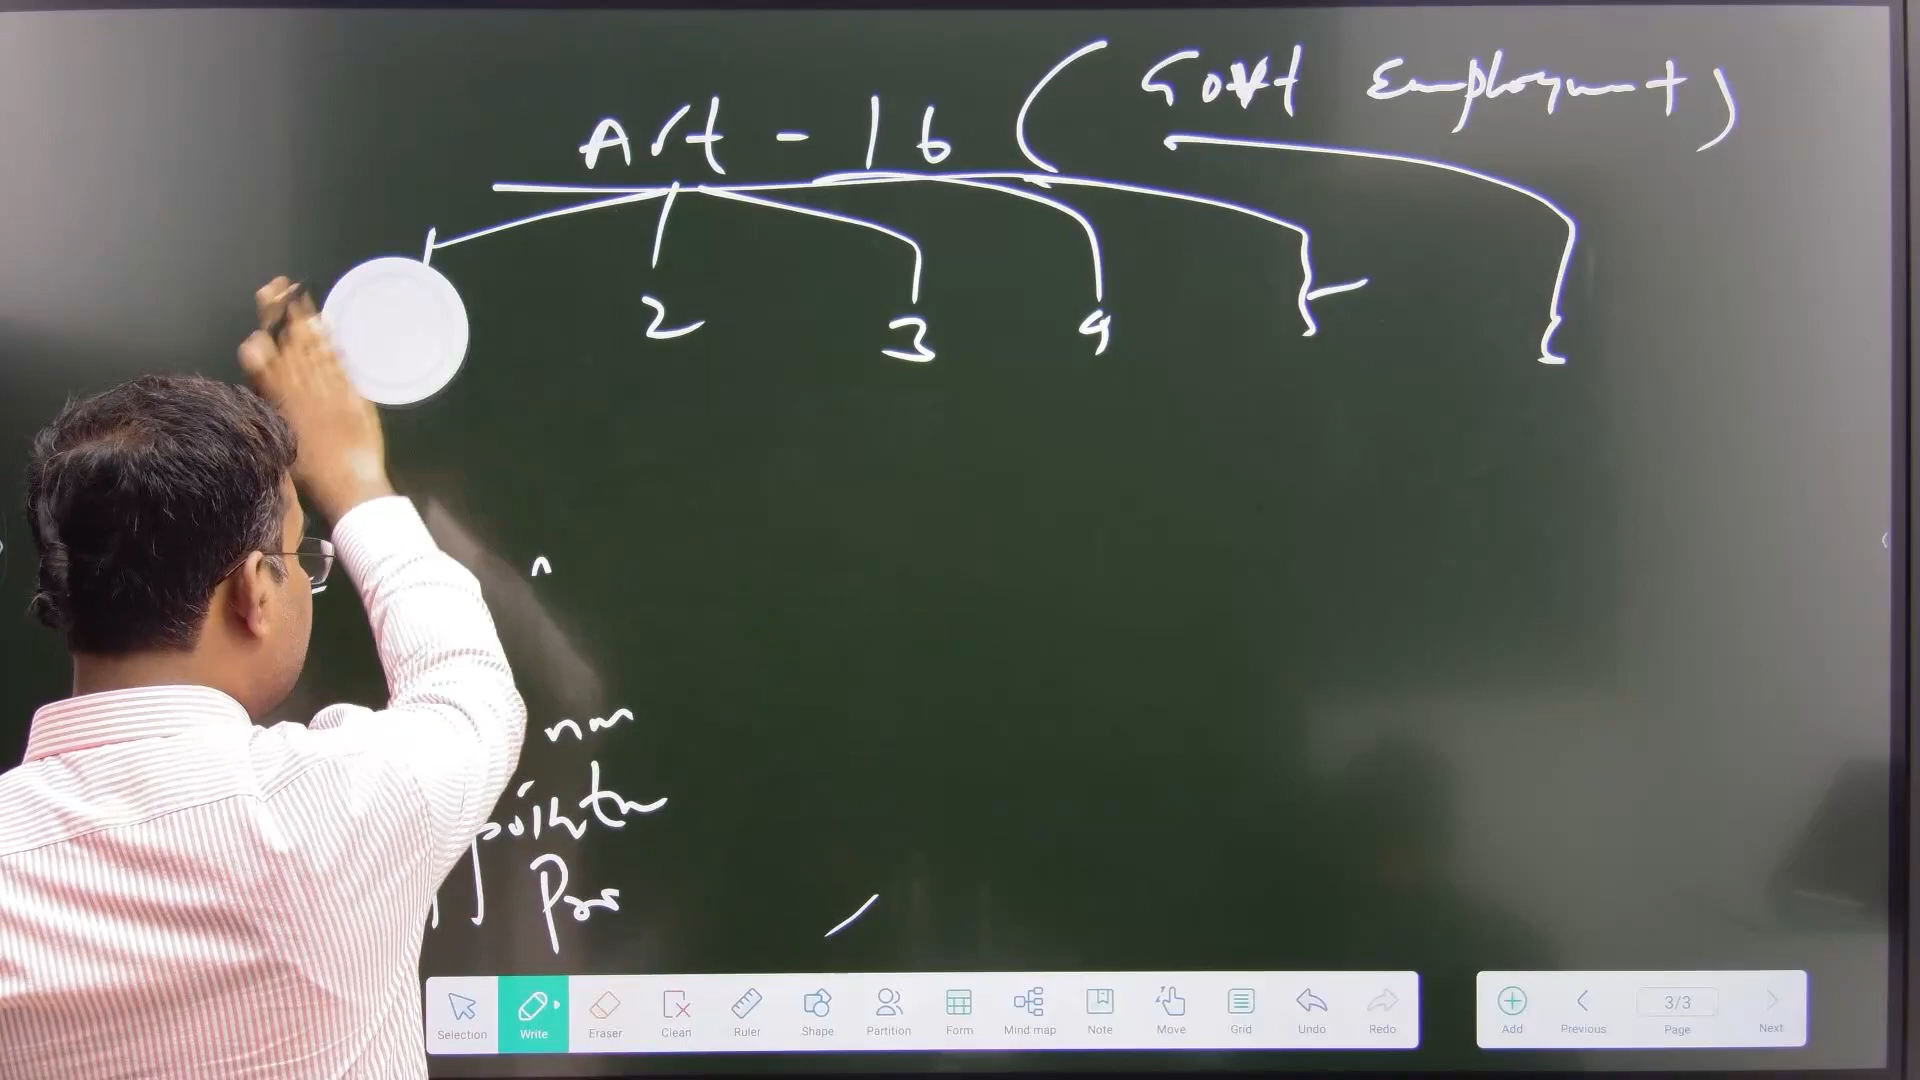 Art - 16 (Govt Employment)
2 3 4 5 6
n
Selection Write Eraser Clean Ruler Shape Partition Form Mind map Note Move Grid Undo Redo
Add Previous 3/3 Page Next